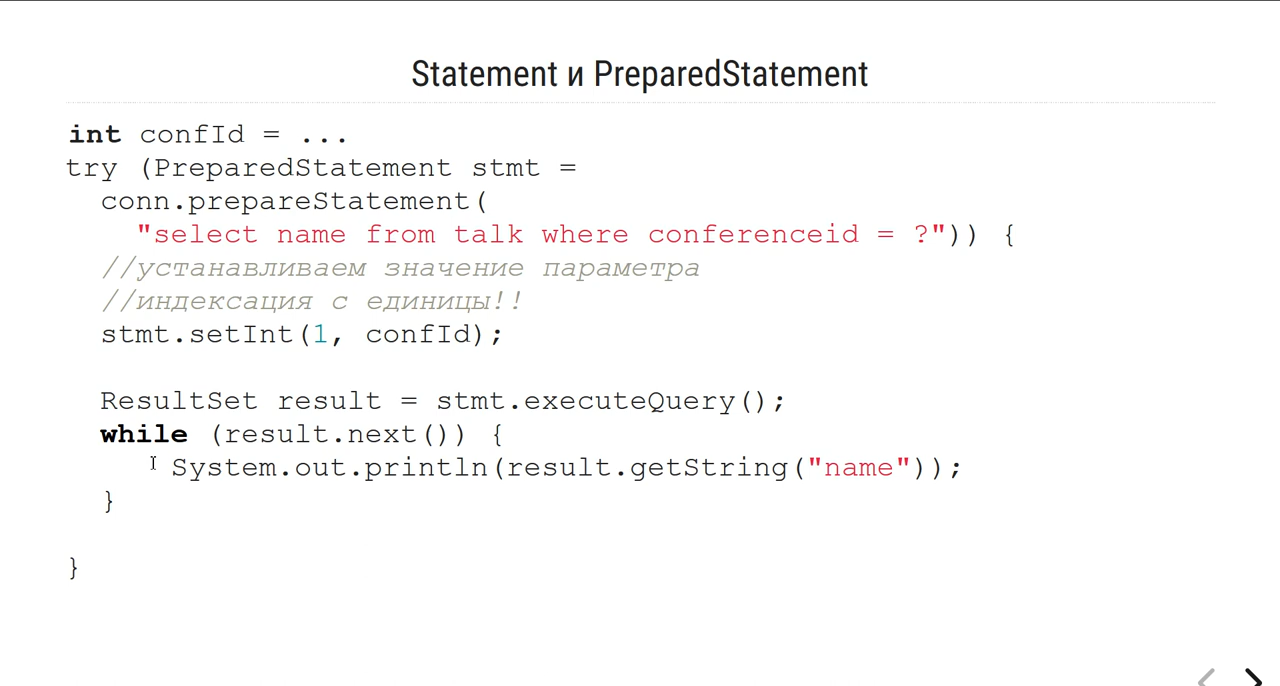 Statement и PreparedStatement
int confId = ...
try (PreparedStatement stmt =
conn.prepareStatement(
"select name from talk where conferenceid = ?")) {
//устанавливаем значение параметра
//индексация с единицы!!
stmt.setInt(1, confId);
ResultSet result = stmt.executeQuery();
while (result.next()) {
System.out.println(result.getString("name"));
}
}